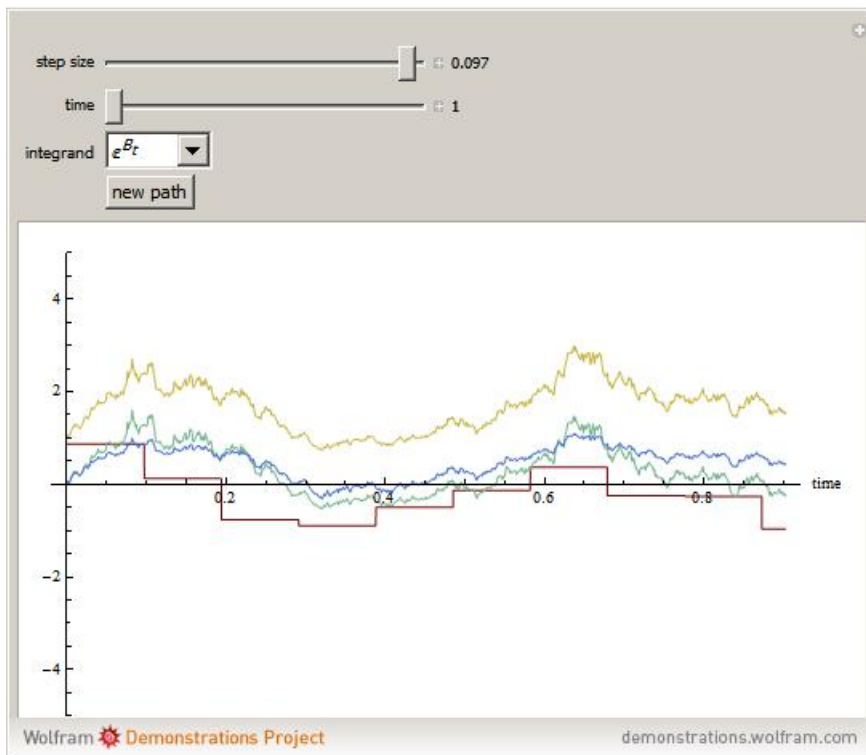 step size 0.097
time 1
integrand e^{B_t}
new path
4
2
time
0.2 0.4 0.6 0.8
-2
-4
Wolfram Demonstrations Project demonstrations.wolfram.com